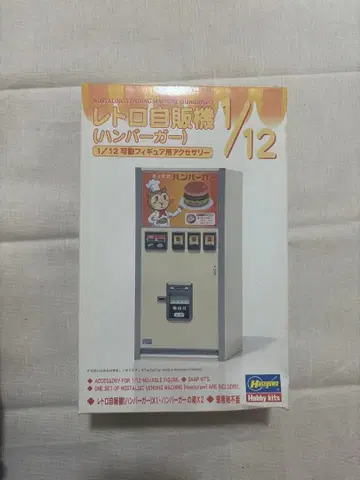 NOSTALGIC VENDING MACHINE (HAMBURGER)
レトロ自販機
(ハンバーガー)
1/12
1/12 可動フィギュア用アクセサリー
ハンバーガー
◆ ACCESSORY FOR 1/12 MOVABLE FIGURE. ◆ SNAP KITS.
◆ ONE SET OF NOSTALGIC VENDING MACHINE (Hamburger) ARE INCLUDED.
◆ レトロ自販機(ハンバーガー)X1・ハンバーガーの箱X2 ◆ 接着剤不要
Hasegawa
Hobby kits